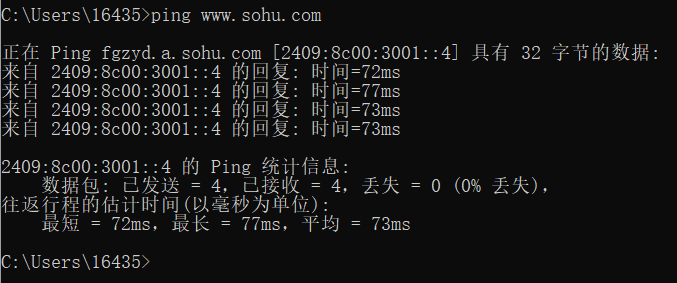 C:\Users\16435>ping www.sohu.com
正在 Ping fgzyd.a.sohu.com [2409:8c00:3001::4] 具有 32 字节的数据:
来自 2409:8c00:3001::4 的回复: 时间=72ms
来自 2409:8c00:3001::4 的回复: 时间=77ms
来自 2409:8c00:3001::4 的回复: 时间=73ms
来自 2409:8c00:3001::4 的回复: 时间=73ms
2409:8c00:3001::4 的 Ping 统计信息:
数据包: 已发送 = 4，已接收 = 4，丢失 = 0 (0% 丢失)，
往返行程的估计时间(以毫秒为单位):
最短 = 72ms，最长 = 77ms，平均 = 73ms
C:\Users\16435>